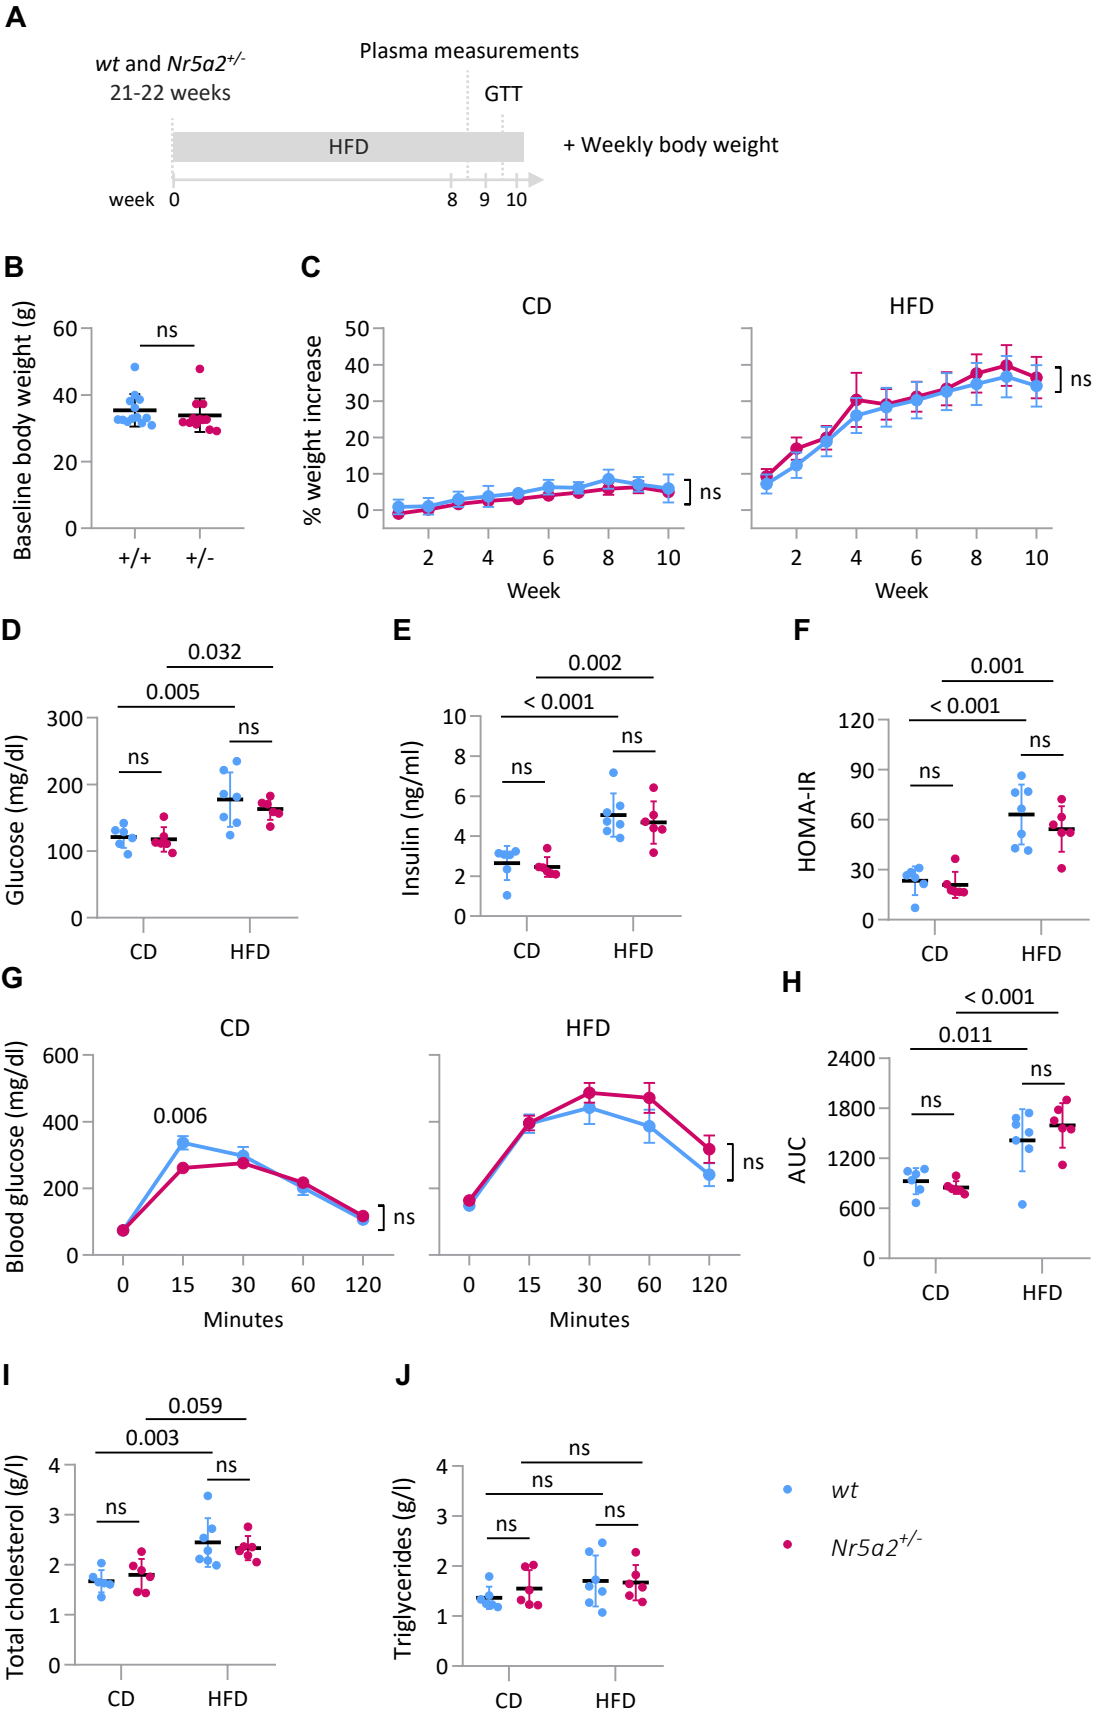 A
Plasma measurements
wt and Nr5a2+/-
21-22 weeks
GTT
HFD
+ Weekly body weight
week 0 8 9 10
B
C
Baseline body weight (g)
60
40
20
0
ns
+/+ +/-
CD
HFD
% weight increase
50
40
30
20
10
0
ns
ns
2 4 6 8 10
Week
2 4 6 8 10
Week
D
Glucose (mg/dl)
0.032
0.005
ns
ns
300
200
100
0
CD HFD
E
Insulin (ng/ml)
0.002
< 0.001
ns
ns
10
8
6
4
2
0
CD HFD
F
HOMA-IR
0.001
< 0.001
ns
ns
120
90
60
30
0
CD HFD
G
Blood glucose (mg/dl)
CD
HFD
600
400
200
0
0.006
ns
ns
0 15 30 60 120
Minutes
0 15 30 60 120
Minutes
H
AUC
< 0.001
0.011
ns
ns
2400
1800
1200
600
0
CD HFD
I
Total cholesterol (g/l)
0.059
0.003
ns
ns
4
3
2
1
0
CD HFD
J
Triglycerides (g/l)
ns
ns
ns
ns
4
3
2
1
0
CD HFD
wt
Nr5a2+/-